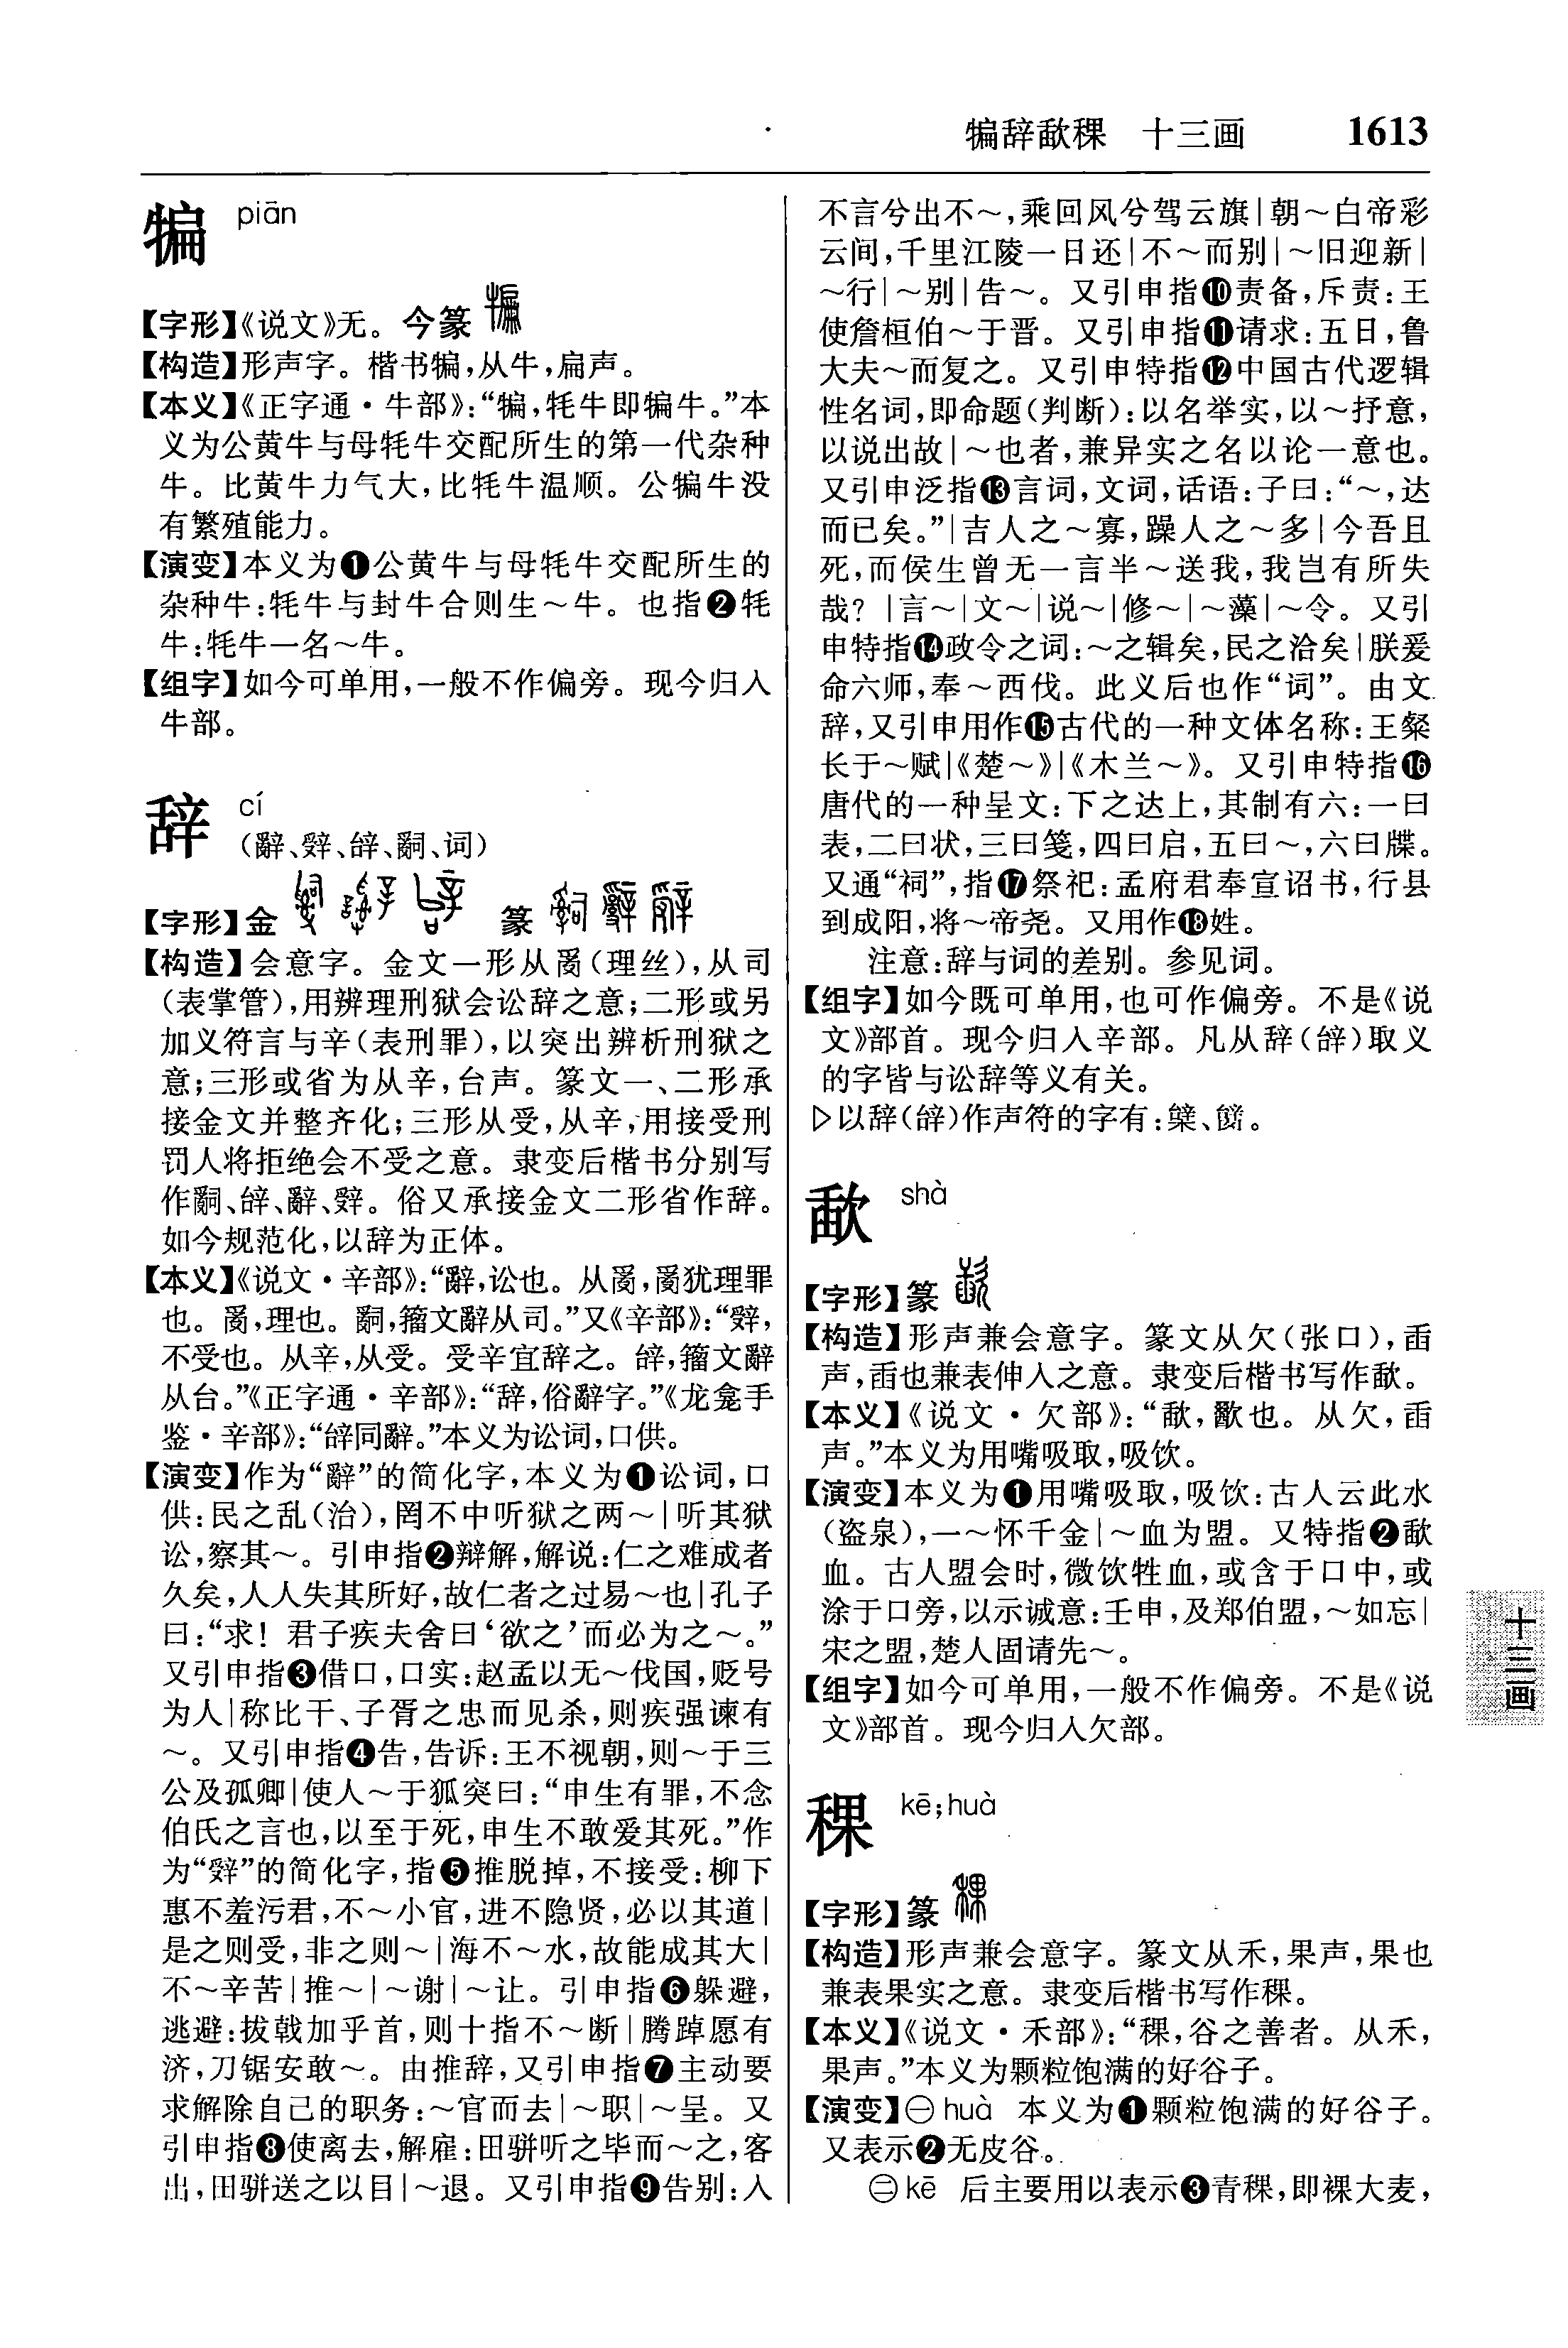 犏辞歃稞　十三画　1613
犏 piān
【字形】《说文》无。今篆
【构造】形声字。楷书犏,从牛,扁声。
【本义】《正字通·牛部》:“犏,牦牛即犏牛。”本
义为公黄牛与母牦牛交配所生的第一代杂种
牛。比黄牛力气大,比牦牛温顺。公犏牛没
有繁殖能力。
【演变】本义为❶公黄牛与母牦牛交配所生的
杂种牛:牦牛与封牛合则生~牛。也指❷牦
牛:牦牛一名~牛。
【组字】如今可单用,一般不作偏旁。现今归入
牛部。
辞 cí
(辭、辤、辝、嗣、词)
【字形】金 篆
【构造】会意字。金文一形从𤔔(理丝),从司
(表掌管),用辨理刑狱会讼辞之意;二形或另
加义符言与辛(表刑罪),以突出辨析刑狱之
意;三形或省为从辛,台声。篆文一、二形承
接金文并整齐化;三形从受,从辛,用接受刑
罚人将拒绝会不受之意。隶变后楷书分别写
作𤔲、辝、辭、辤。俗又承接金文二形省作辞。
如今规范化,以辞为正体。
【本义】《说文·辛部》:“辭,讼也。从𤔔,𤔔犹理罪
也。𤔔,理也。𤔲,籀文辭从司。”又《辛部》:“辤,
不受也。从辛,从受。受辛宜辞之。辝,籀文辭
从台。”《正字通·辛部》:“辞,俗辭字。”《龙龛手
鉴·辛部》:“辝同辭。”本义为讼词,口供。
【演变】作为“辭”的简化字,本义为❶讼词,口
供:民之乱(治),罔不中听狱之两~|听其狱
讼,察其~。引申指❷辩解,解说:仁之难成者
久矣,人人失其所好,故仁者之过易~也|孔子
曰:“求! 君子疾夫舍曰‘欲之’而必为之~。”
又引申指❸借口,口实:赵孟以无~伐国,贬号
为人|称比干、子胥之忠而见杀,则疾强谏有
~。又引申指❹告,告诉:王不视朝,则~于三
公及孤卿|使人~于狐突曰:“申生有罪,不念
伯氏之言也,以至于死,申生不敢爱其死。”作
为“辤”的简化字,指❺推脱掉,不接受:柳下
惠不羞污君,不~小官,进不隐贤,必以其道|
是之则受,非之则~|海不~水,故能成其大|
不~辛苦|推~|~谢|~让。引申指❻躲避,
逃避:拔戟加乎首,则十指不~断|腾踔愿有
济,刀锯安敢~。由推辞,又引申指❼主动要
求解除自己的职务:~官而去|~职|~呈。又
引申指❽使离去,解雇:田骈听之毕而~之,客
出,田骈送之以目|~退。又引申指❾告别:入
不言兮出不~,乘回风兮驾云旗|朝~白帝彩
云间,千里江陵一日还|不~而别|~旧迎新|
~行|~别|告~。又引申指❿责备,斥责:王
使詹桓伯~于晋。又引申指⓫请求:五日,鲁
大夫~而复之。又引申特指⓬中国古代逻辑
性名词,即命题(判断):以名举实,以~抒意,
以说出故|~也者,兼异实之名以论一意也。
又引申泛指⓭言词,文词,话语:子曰:“~,达
而已矣。”|吉人之~寡,躁人之~多|今吾且
死,而侯生曾无一言半~送我,我岂有所失
哉? |言~|文~|说~|修~|~藻|~令。又引
申特指⓮政令之词:~之辑矣,民之洽矣|朕爰
命六师,奉~西伐。此义后也作“词”。由文
辞,又引申用作⓯古代的一种文体名称:王粲
长于~赋|《楚~》|《木兰~》。又引申特指⓰
唐代的一种呈文:下之达上,其制有六:一曰
表,二曰状,三曰笺,四曰启,五曰~,六曰牒。
又通“祠”,指⓱祭祀:孟府君奉宣诏书,行县
到成阳,将~帝尧。又用作⓲姓。
注意:辞与词的差别。参见词。
【组字】如今既可单用,也可作偏旁。不是《说
文》部首。现今归入辛部。凡从辞(辝)取义
的字皆与讼辞等义有关。
▷以辞(辝)作声符的字有:
歃 shà
【字形】篆
【构造】形声兼会意字。篆文从欠(张口),臿
声,臿也兼表伸入之意。隶变后楷书写作歃。
【本义】《说文·欠部》:“歃,歠也。从欠,臿
声。”本义为用嘴吸取,吸饮。
【演变】本义为❶用嘴吸取,吸饮:古人云此水
(盗泉),一~怀千金|~血为盟。又特指❷歃
血。古人盟会时,微饮牲血,或含于口中,或
涂于口旁,以示诚意:壬申,及郑伯盟,~如忘|
宋之盟,楚人固请先~。
【组字】如今可单用,一般不作偏旁。不是《说
文》部首。现今归入欠部。
稞 kē;huà
【字形】篆
【构造】形声兼会意字。篆文从禾,果声,果也
兼表果实之意。隶变后楷书写作稞。
【本义】《说文·禾部》:“稞,谷之善者。从禾,
果声。”本义为颗粒饱满的好谷子。
【演变】㊀huà 本义为❶颗粒饱满的好谷子。
又表示❷无皮谷。
㊁kē 后主要用以表示❸青稞,即裸大麦,
十三画